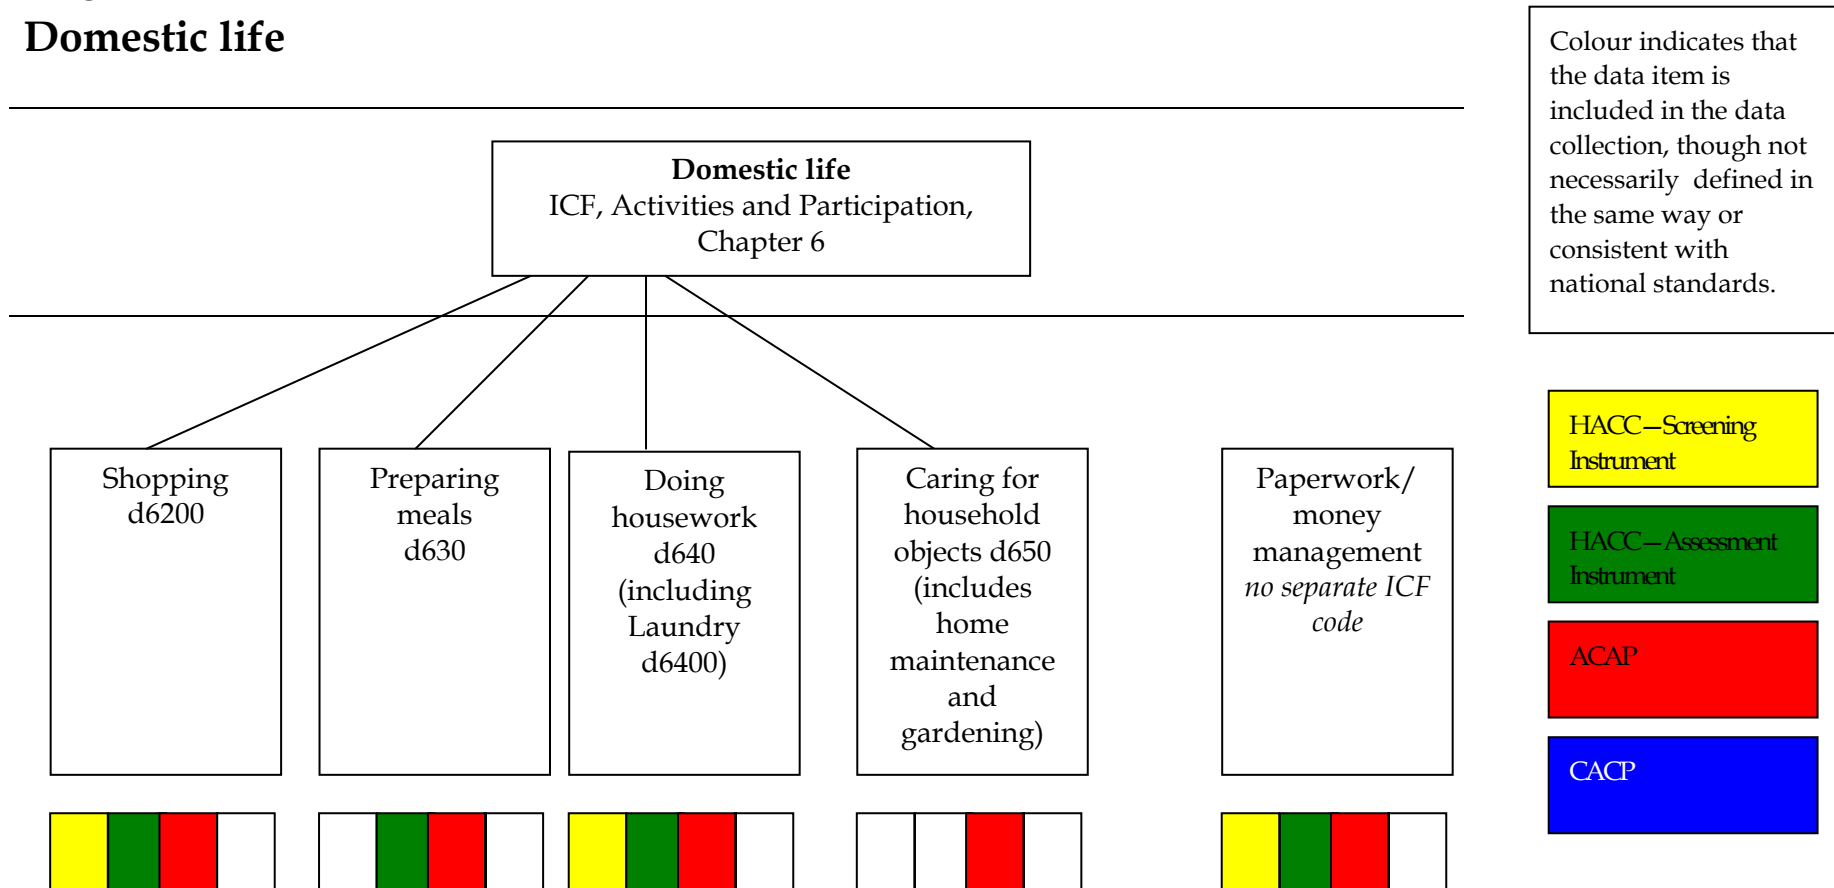 Domestic life
Colour indicates that
the data item is
included in the data
collection, though not
necessarily defined in
the same way or
consistent with
national standards.
Domestic life
ICF, Activities and Participation,
Chapter 6
Shopping
d6200
Preparing
meals
d630
Doing
housework
d640
(including
Laundry
d6400)
Caring for
household
objects d650
(includes
home
maintenance
and
gardening)
Paperwork/
money
management
no separate ICF
code
HACC—Screening
Instrument
HACC—Assessment
Instrument
ACAP
CACP